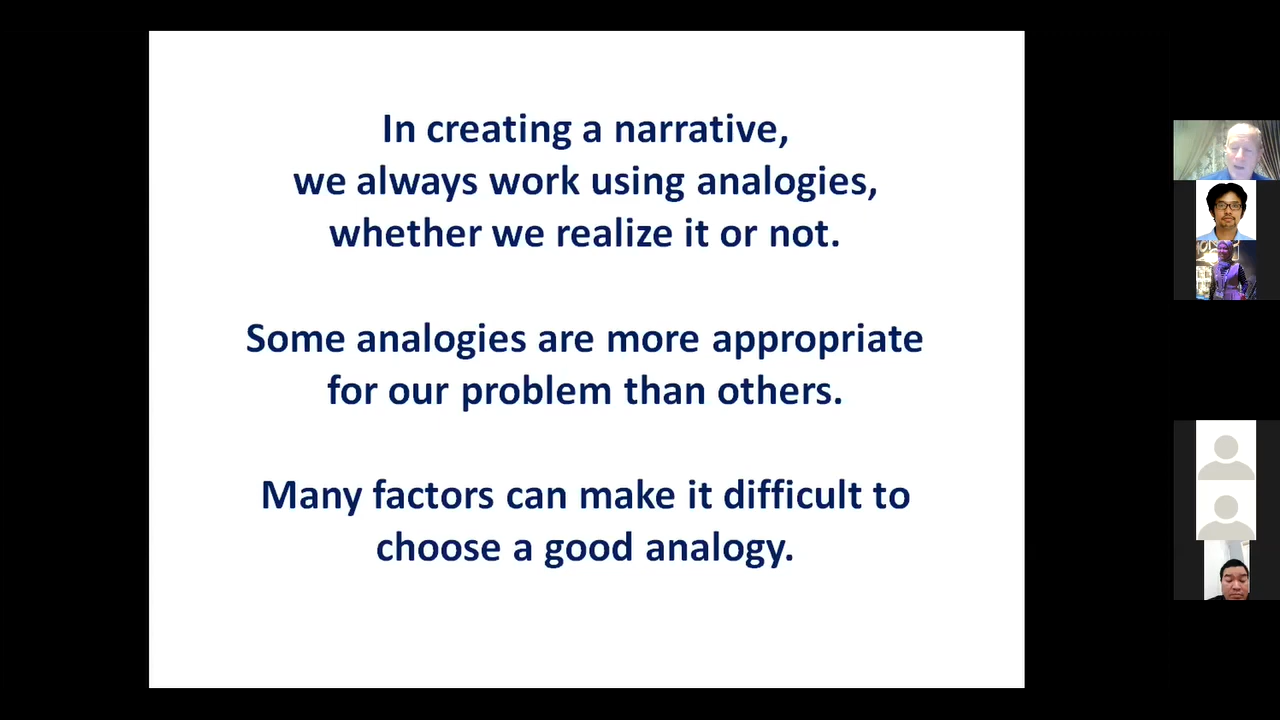 In creating a narrative,
we always work using analogies,
whether we realize it or not.
Some analogies are more appropriate
for our problem than others.
Many factors can make it difficult to
choose a good analogy.